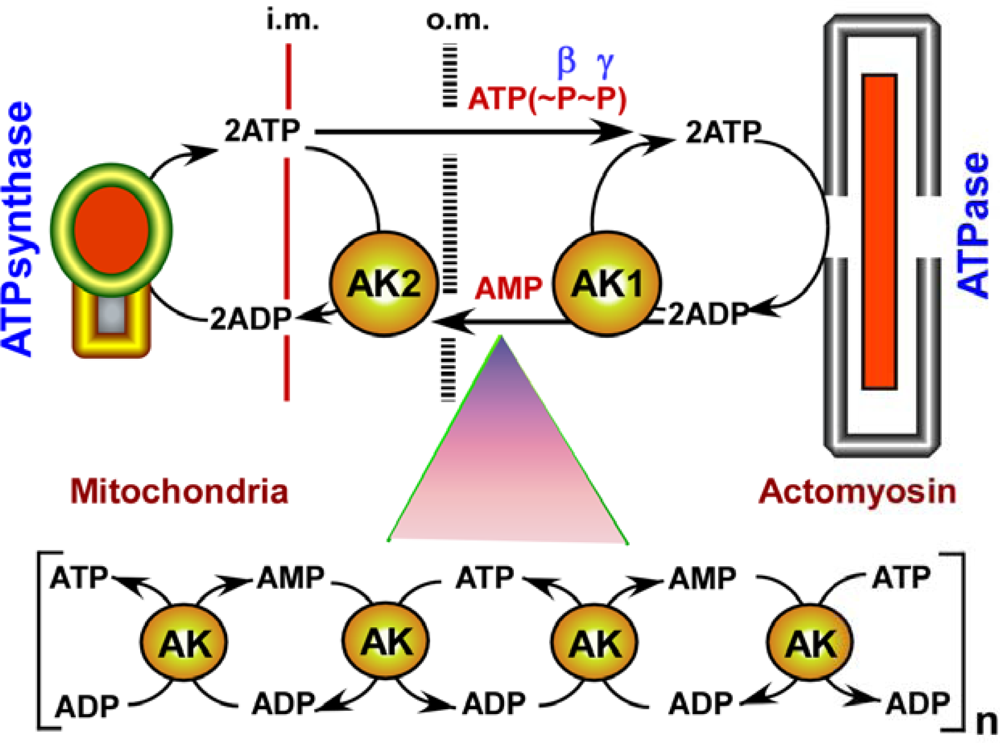 i.m. o.m.
β γ
ATP(~P~P)
2ATP 2ATP
ATPsynthase
ATPase
AK2 AMP AK1
2ADP 2ADP
Mitochondria Actomyosin
ATP AMP ATP AMP ATP
AK AK AK AK
ADP ADP ADP ADP ADP
n